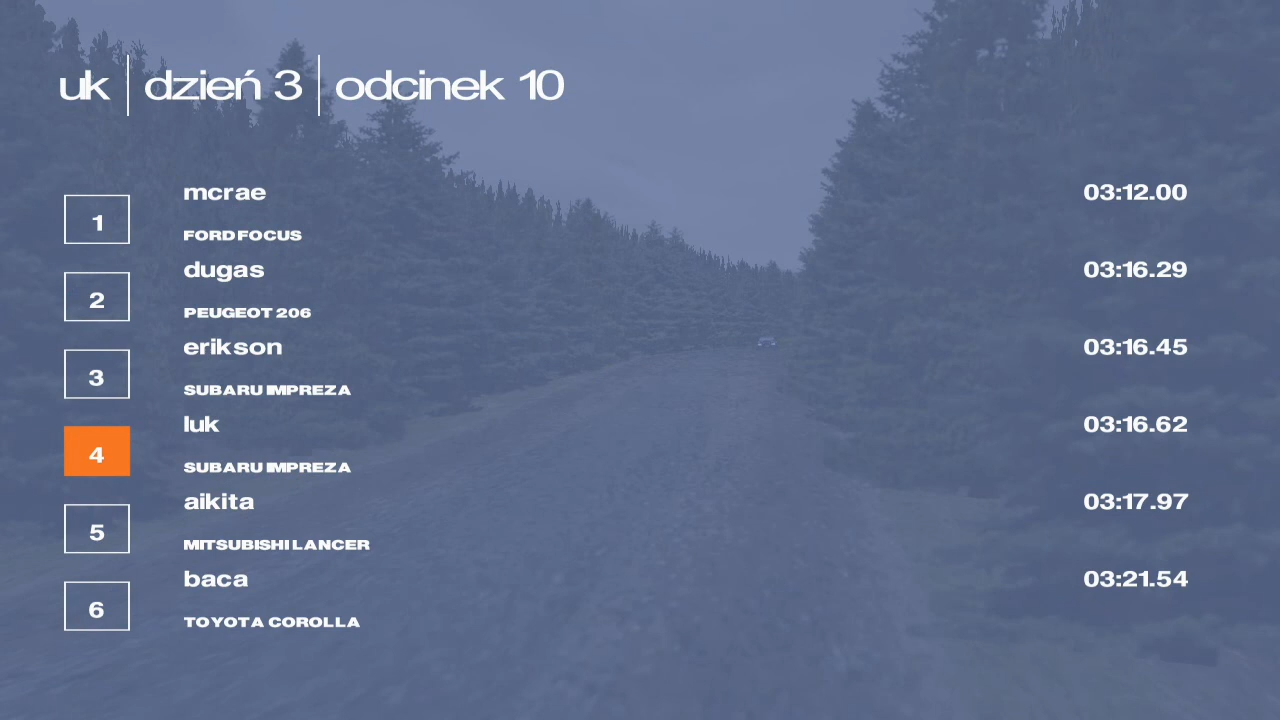 uk | dzień 3 | odcinek 10
1 mcrae 03:12.00
FORD FOCUS
2 dugas 03:16.29
PEUGEOT 206
3 erikson 03:16.45
SUBARU IMPREZA
4 luk 03:16.62
SUBARU IMPREZA
5 aikita 03:17.97
MITSUBISHI LANCER
6 baca 03:21.54
TOYOTA COROLLA